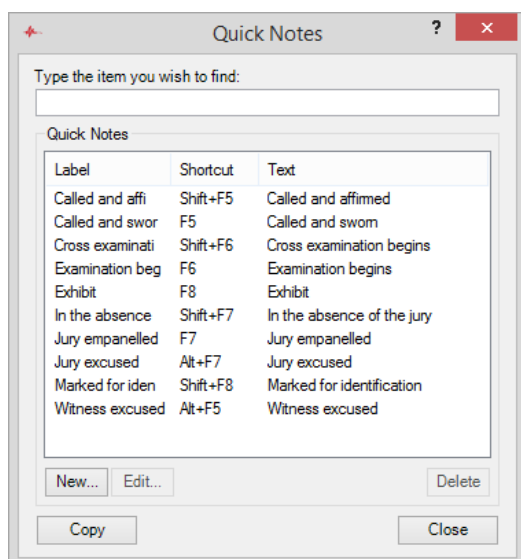 Quick Notes ? ×
Type the item you wish to find:
Quick Notes
Label Shortcut Text
Called and affi Shift+F5 Called and affirmed
Called and swor F5 Called and sworn
Cross examinati Shift+F6 Cross examination begins
Examination beg F6 Examination begins
Exhibit F8 Exhibit
In the absence Shift+F7 In the absence of the jury
Jury empanelled F7 Jury empanelled
Jury excused Alt+F7 Jury excused
Marked for iden Shift+F8 Marked for identification
Witness excused Alt+F5 Witness excused
New... Edit... Delete
Copy Close